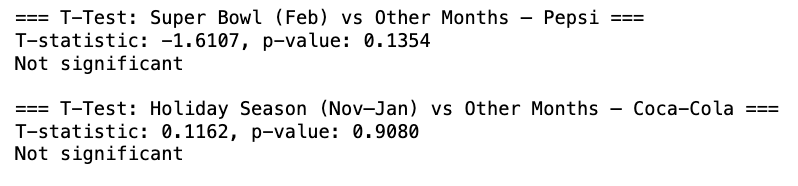 === T-Test: Super Bowl (Feb) vs Other Months — Pepsi ===
T-statistic: -1.6107, p-value: 0.1354
Not significant
=== T-Test: Holiday Season (Nov–Jan) vs Other Months — Coca-Cola ===
T-statistic: 0.1162, p-value: 0.9080
Not significant